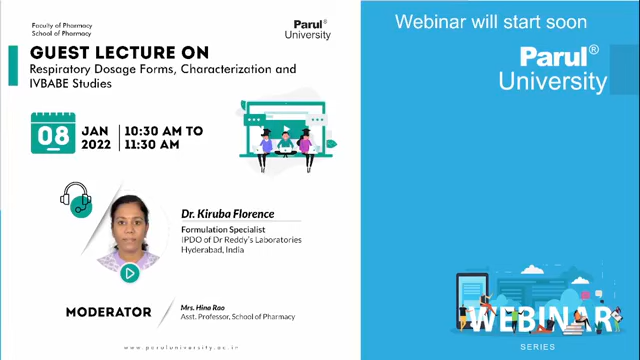 Faculty of Pharmacy
School of Pharmacy
Parul®
University
GUEST LECTURE ON
Respiratory Dosage Forms, Characterization and
IVBABE Studies
08
JAN
2022
10:30 AM TO
11:30 AM
Dr. Kiruba Florence
Formulation Specialist
IPDO of Dr Reddy's Laboratories
Hyderabad, India
MODERATOR
Mrs. Hina Rao
Asst. Professor, School of Pharmacy
www.paruluniversity.ac.in
Webinar will start soon
Parul®
University
WEBINAR
SERIES